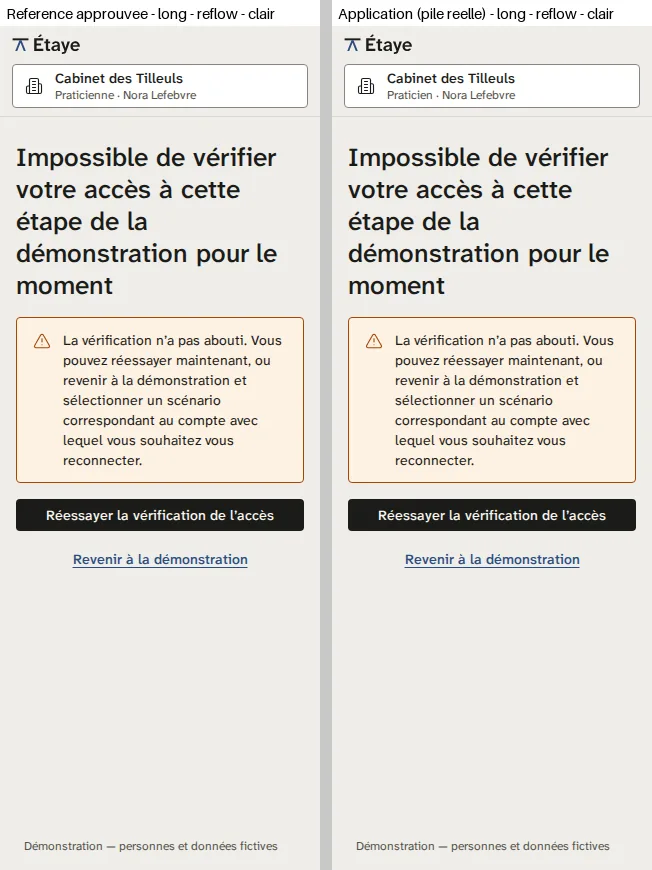 Reference approuvee - long - reflow - clair
Étaye
Cabinet des Tilleuls
Praticienne · Nora Lefebvre
Impossible de vérifier
votre accès à cette
étape de la
démonstration pour le
moment
La vérification n’a pas abouti. Vous
pouvez réessayer maintenant, ou
revenir à la démonstration et
sélectionner un scénario
correspondant au compte avec
lequel vous souhaitez vous
reconnecter.
Réessayer la vérification de l’accès
Revenir à la démonstration
Démonstration — personnes et données fictives
Application (pile reelle) - long - reflow - clair
Étaye
Cabinet des Tilleuls
Praticien · Nora Lefebvre
Impossible de vérifier
votre accès à cette
étape de la
démonstration pour le
moment
La vérification n’a pas abouti. Vous
pouvez réessayer maintenant, ou
revenir à la démonstration et
sélectionner un scénario
correspondant au compte avec
lequel vous souhaitez vous
reconnecter.
Réessayer la vérification de l’accès
Revenir à la démonstration
Démonstration — personnes et données fictives